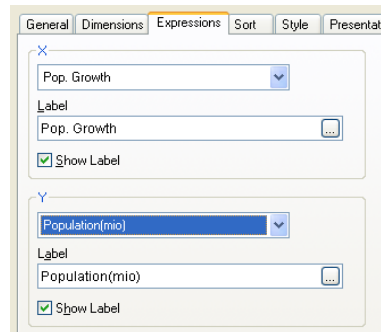 General Dimensions Expressions Sort Style
X
Pop. Growth
Label
Pop. Growth
...
Show Label
Y
Population(mio)
Label
Population(mio)
...
Show Label